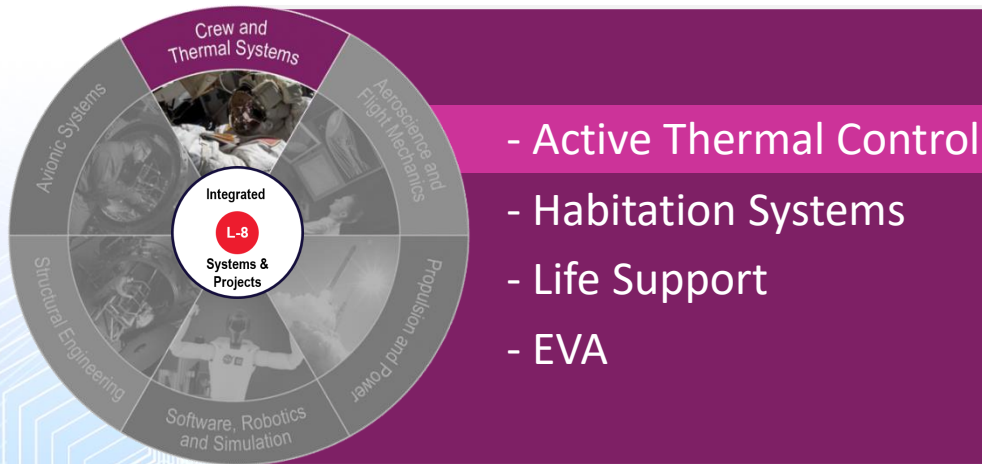 Crew and
Thermal Systems
Aeroscience and
Flight Mechanics
Propulsion and Power
Software, Robotics
and Simulation
Structural Engineering
Avionic Systems
Integrated
L-8
Systems &
Projects
- Active Thermal Control
- Habitation Systems
- Life Support
- EVA